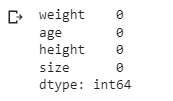 weight 0
age 0
height 0
size 0
dtype: int64